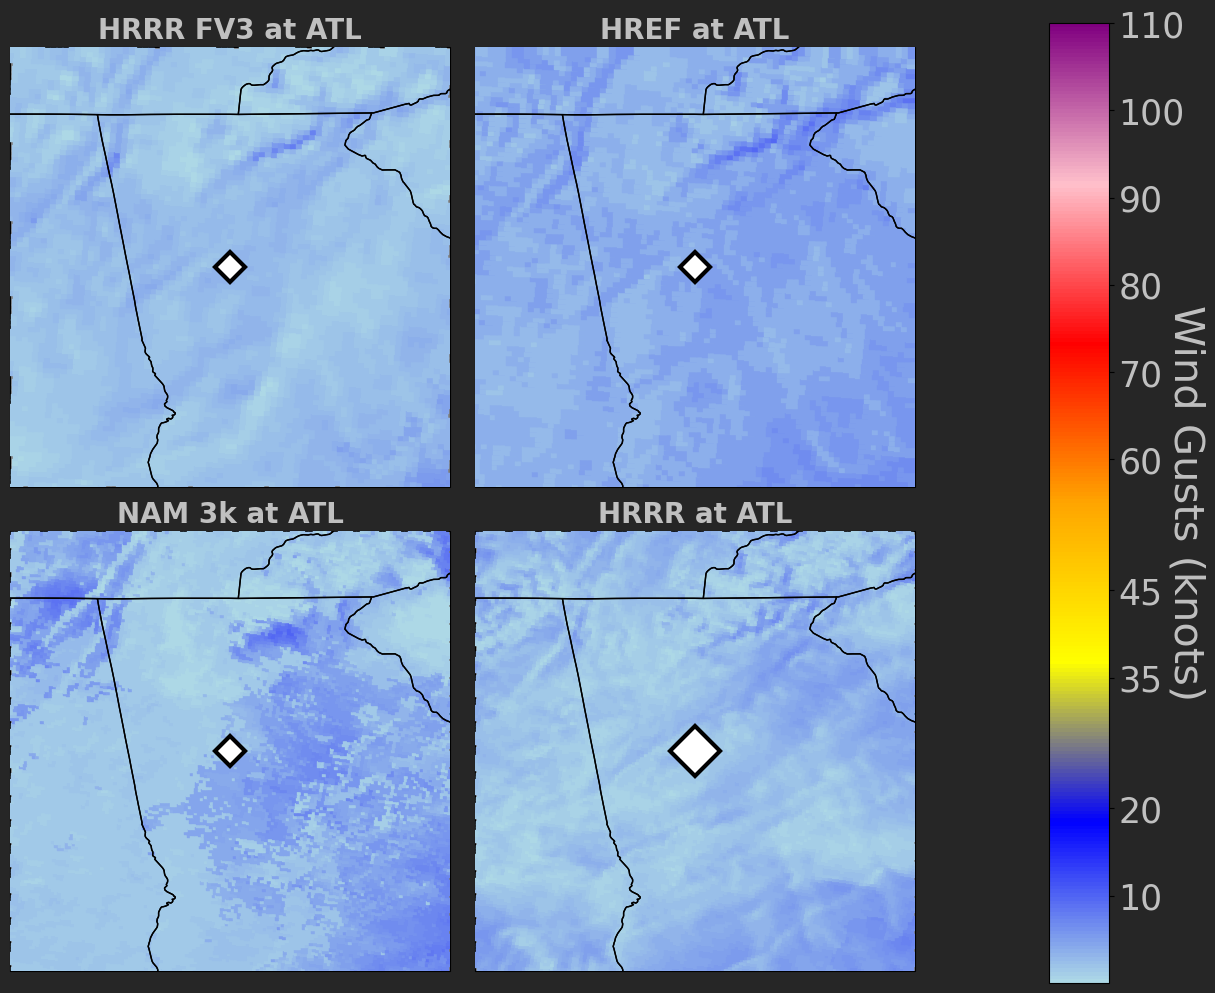 HRRR FV3 at ATL
HREF at ATL
NAM 3k at ATL
HRRR at ATL
110
100
90
80
70
60
45
35
20
10
Wind Gusts (knots)